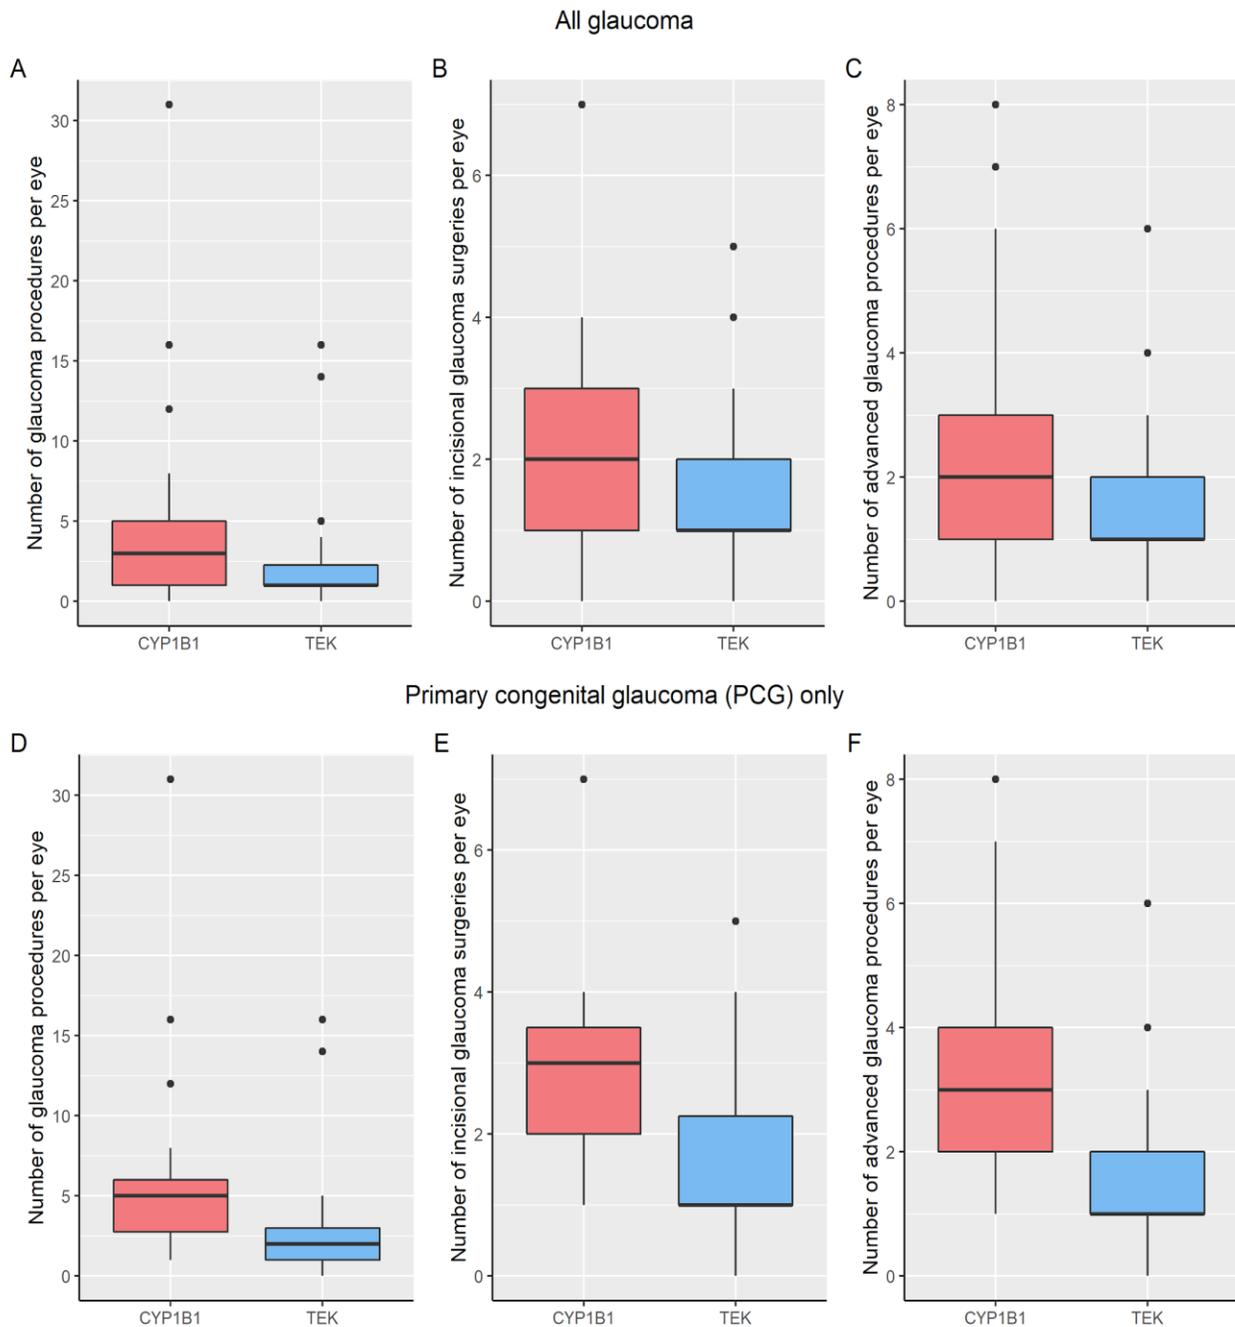 All glaucoma
A
Number of glaucoma procedures per eye
30
25
20
15
10
5
0
CYP1B1
TEK
B
Number of incisional glaucoma surgeries per eye
6
4
2
0
CYP1B1
TEK
C
Number of advanced glaucoma procedures per eye
8
6
4
2
0
CYP1B1
TEK
Primary congenital glaucoma (PCG) only
D
Number of glaucoma procedures per eye
30
25
20
15
10
5
0
CYP1B1
TEK
E
Number of incisional glaucoma surgeries per eye
6
4
2
0
CYP1B1
TEK
F
Number of advanced glaucoma procedures per eye
8
6
4
2
0
CYP1B1
TEK